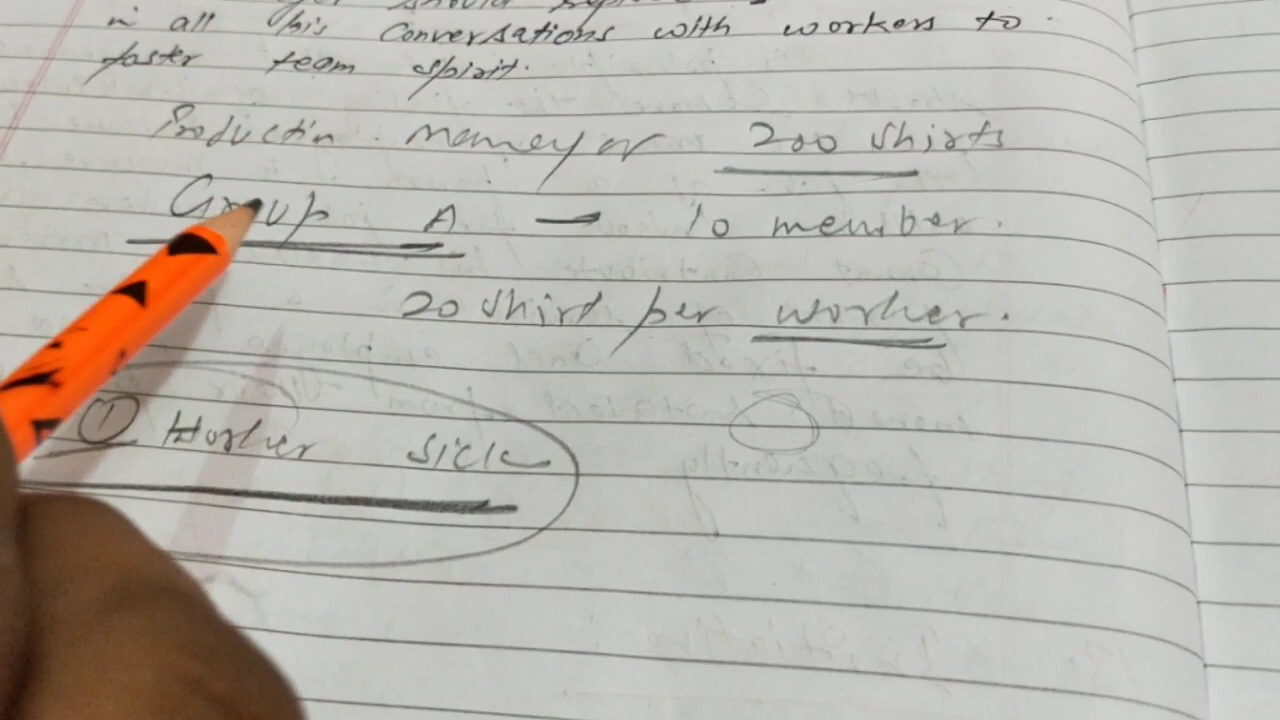 should
in all his Conversations with workers to
foster team spirit.
Production manager 200 shirts
Group A — 10 member.
20 shirt per worker.
① Worker sick